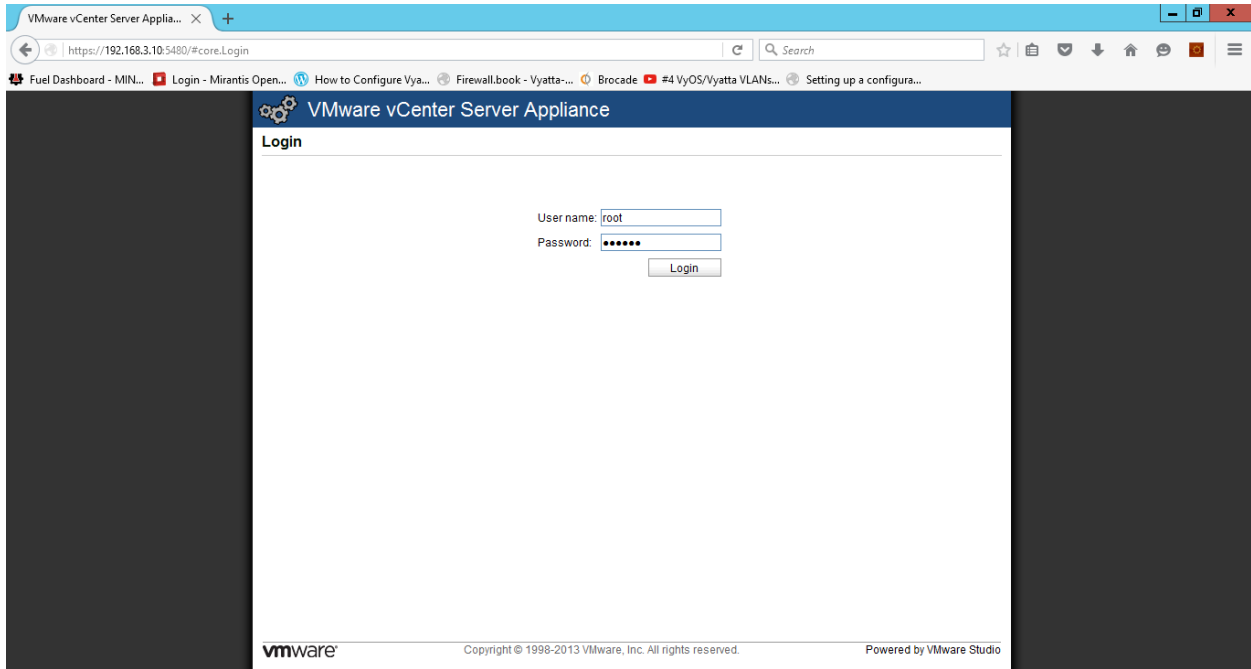 VMware vCenter Server Applia...
https://192.168.3.10:5480/#core.Login
Search
Fuel Dashboard - MIN... Login - Mirantis Open... How to Configure Vya... Firewall.book - Vyatta-... Brocade #4 VyOS/Vyatta VLANs... Setting up a configura...
VMware vCenter Server Appliance
Login
User name: root
Password: ••••••
Login
vmware Copyright © 1998-2013 VMware, Inc. All rights reserved. Powered by VMware Studio